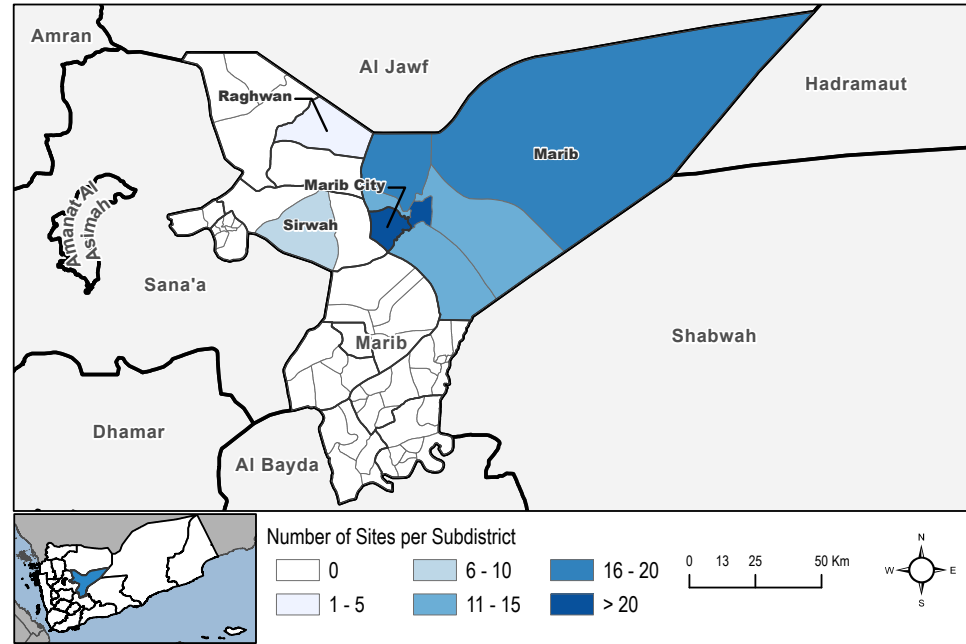 Amran
Al Jawf
Hadramaut
Raghwan
Marib
Marib City
Amanat Al
Asimah
Sirwah
Sana'a
Shabwah
Marib
Dhamar
Al Bayda
Number of Sites per Subdistrict
0
6 - 10
16 - 20
1 - 5
11 - 15
> 20
0 13 25 50 Km
N
W E
S